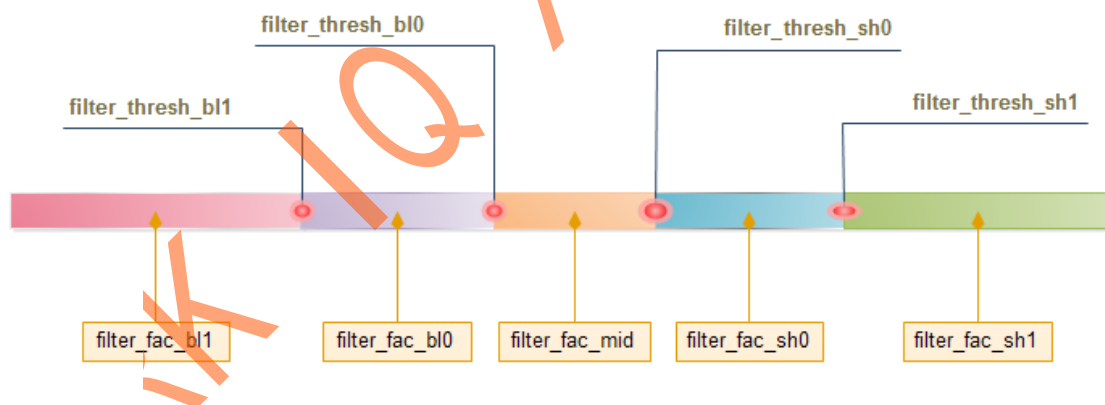 filter_thresh_bl0
filter_thresh_sh0
filter_thresh_bl1
filter_thresh_sh1
filter_fac_bl1
filter_fac_bl0
filter_fac_mid
filter_fac_sh0
filter_fac_sh1